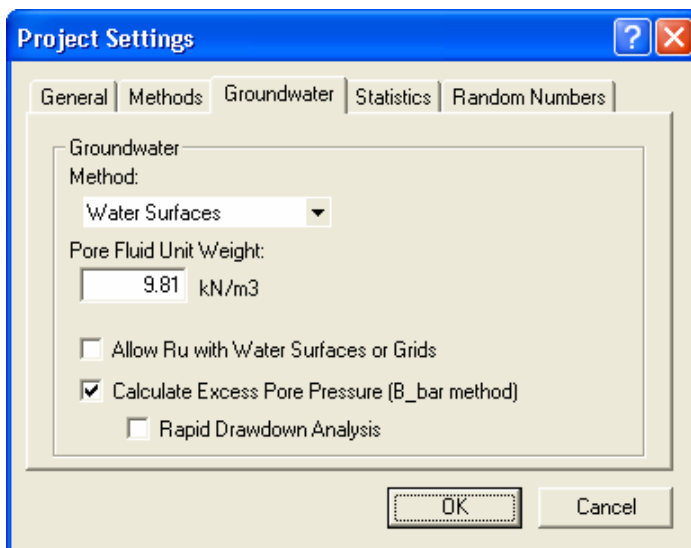 Project Settings
General Methods Groundwater Statistics Random Numbers
Groundwater
Method:
Water Surfaces
Pore Fluid Unit Weight:
9.81 kN/m3
Allow Ru with Water Surfaces or Grids
Calculate Excess Pore Pressure (B_bar method)
Rapid Drawdown Analysis
OK Cancel